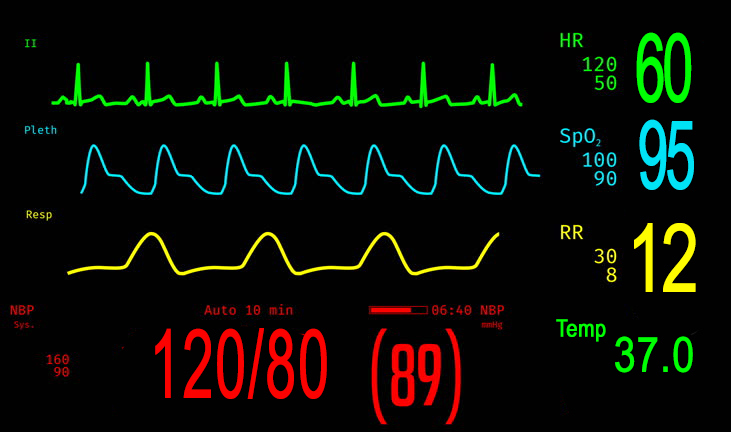 II
HR
120
50
60
Pleth
SpO₂
100
90
95
Resp
RR
30
8
12
NBP
Sys.
Auto 10 min
06:40 NBP
mmHg
160
90
120/80
(89)
Temp
37.0